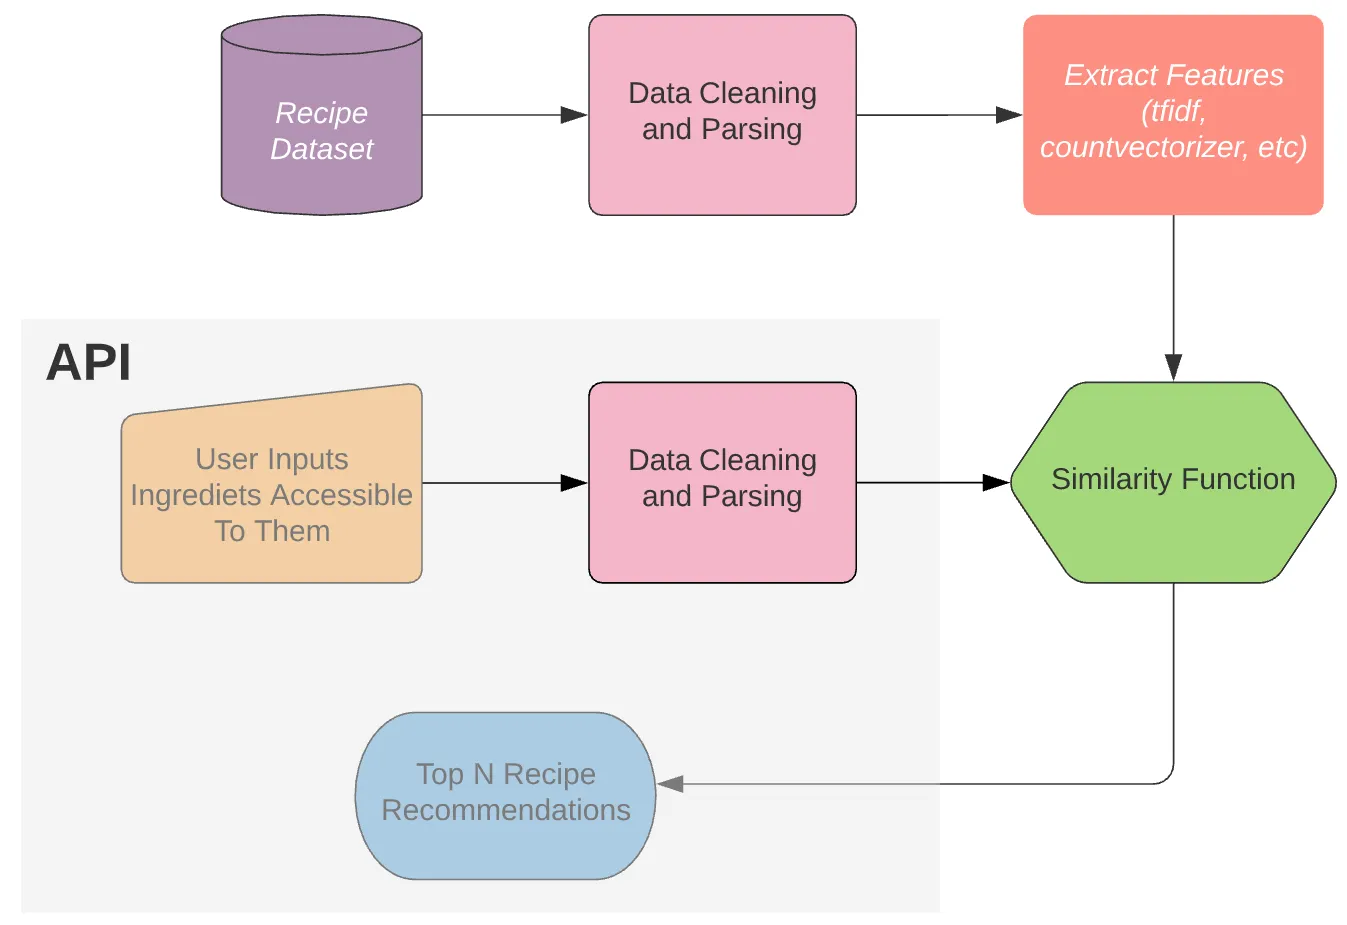 Recipe
Dataset
Data Cleaning
and Parsing
Extract Features
(tfidf,
countvectorizer, etc)
API
User Inputs
Ingrediets Accessible
To Them
Data Cleaning
and Parsing
Similarity Function
Top N Recipe
Recommendations